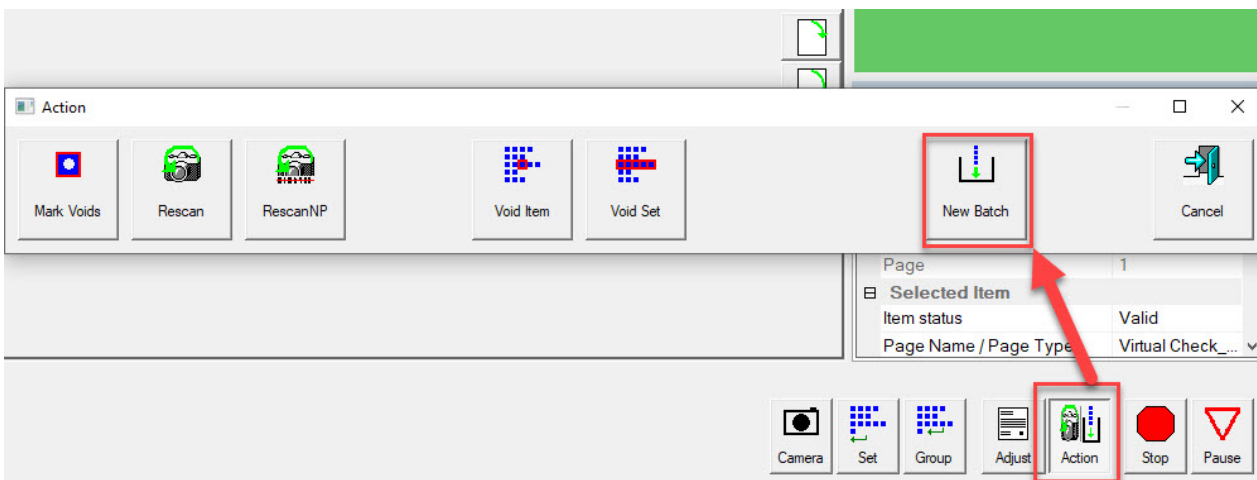 Action
Mark Voids
Rescan
RescanNP
Void Item
Void Set
New Batch
Cancel
Page 1
Selected Item
Item status Valid
Page Name / Page Type Virtual Check_...
Camera
Set
Group
Adjust
Action
Stop
Pause